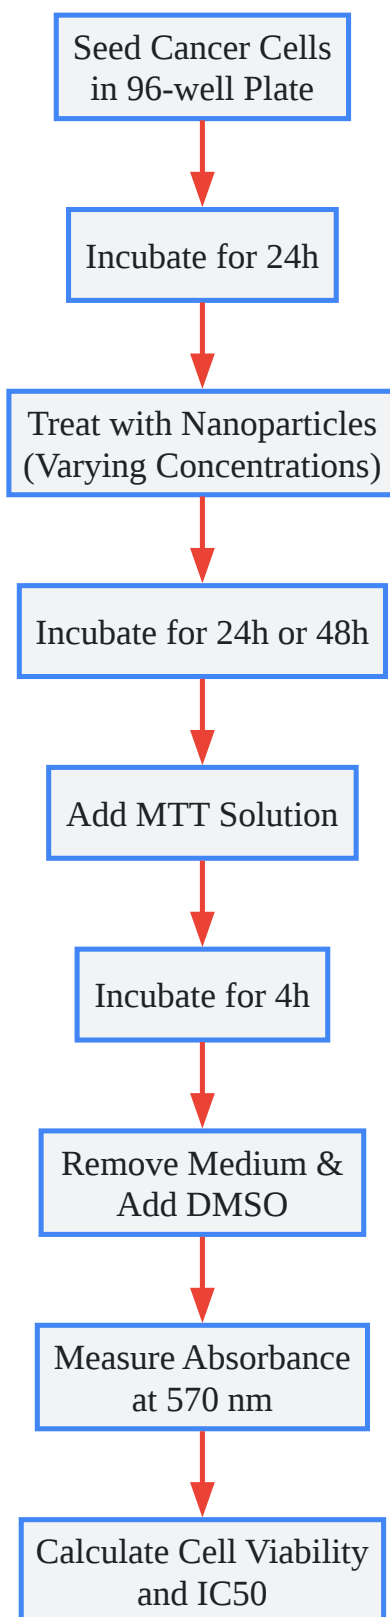 Seed Cancer Cells
in 96-well Plate
Incubate for 24h
Treat with Nanoparticles
(Varying Concentrations)
Incubate for 24h or 48h
Add MTT Solution
Incubate for 4h
Remove Medium &
Add DMSO
Measure Absorbance
at 570 nm
Calculate Cell Viability
and IC50